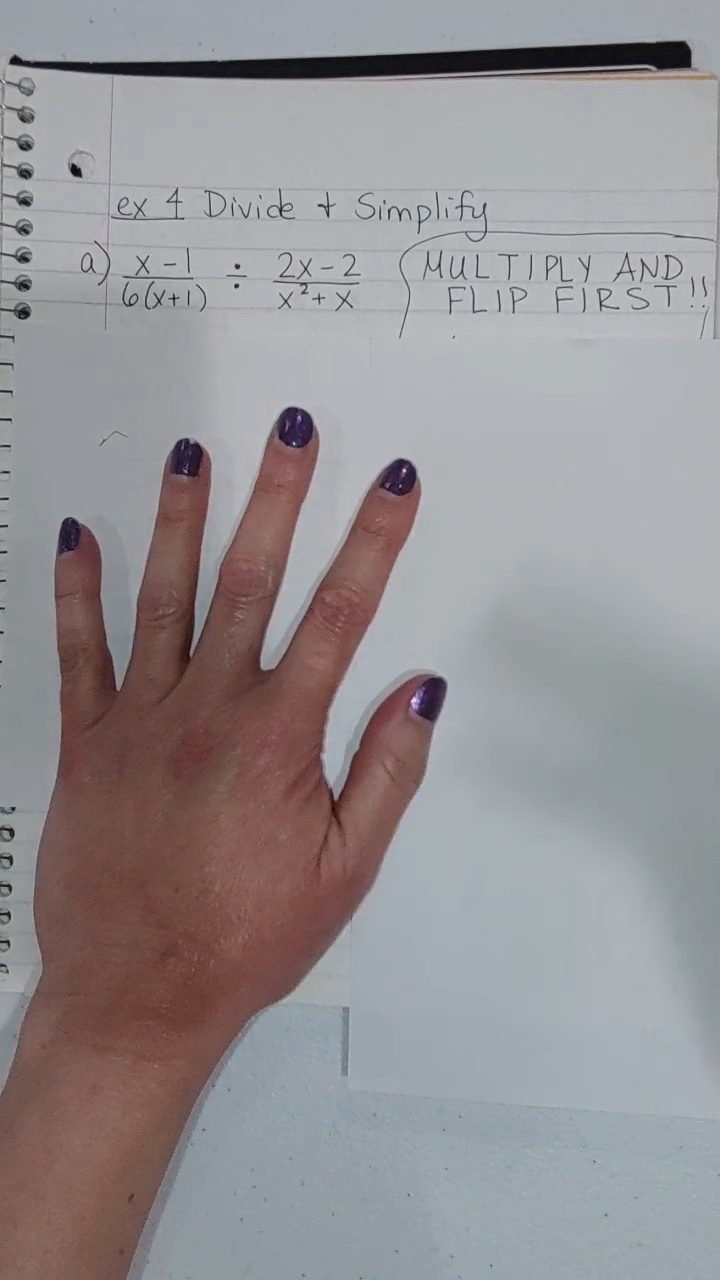 ex 4 Divide + Simplify
a) x - 1 / 6(x+1) ÷ 2x - 2 / x² + x
MULTIPLY AND
FLIP FIRST!!